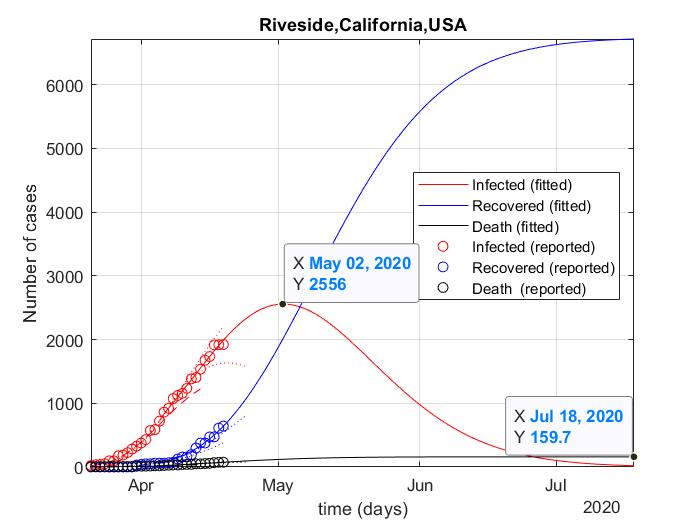 Riveside,California,USA
Number of cases
6000
5000
4000
3000
2000
1000
0
Infected (fitted)
Recovered (fitted)
Death (fitted)
Infected (reported)
Recovered (reported)
Death (reported)
X May 02, 2020
Y 2556
X Jul 18, 2020
Y 159.7
Apr May Jun Jul
time (days) 2020